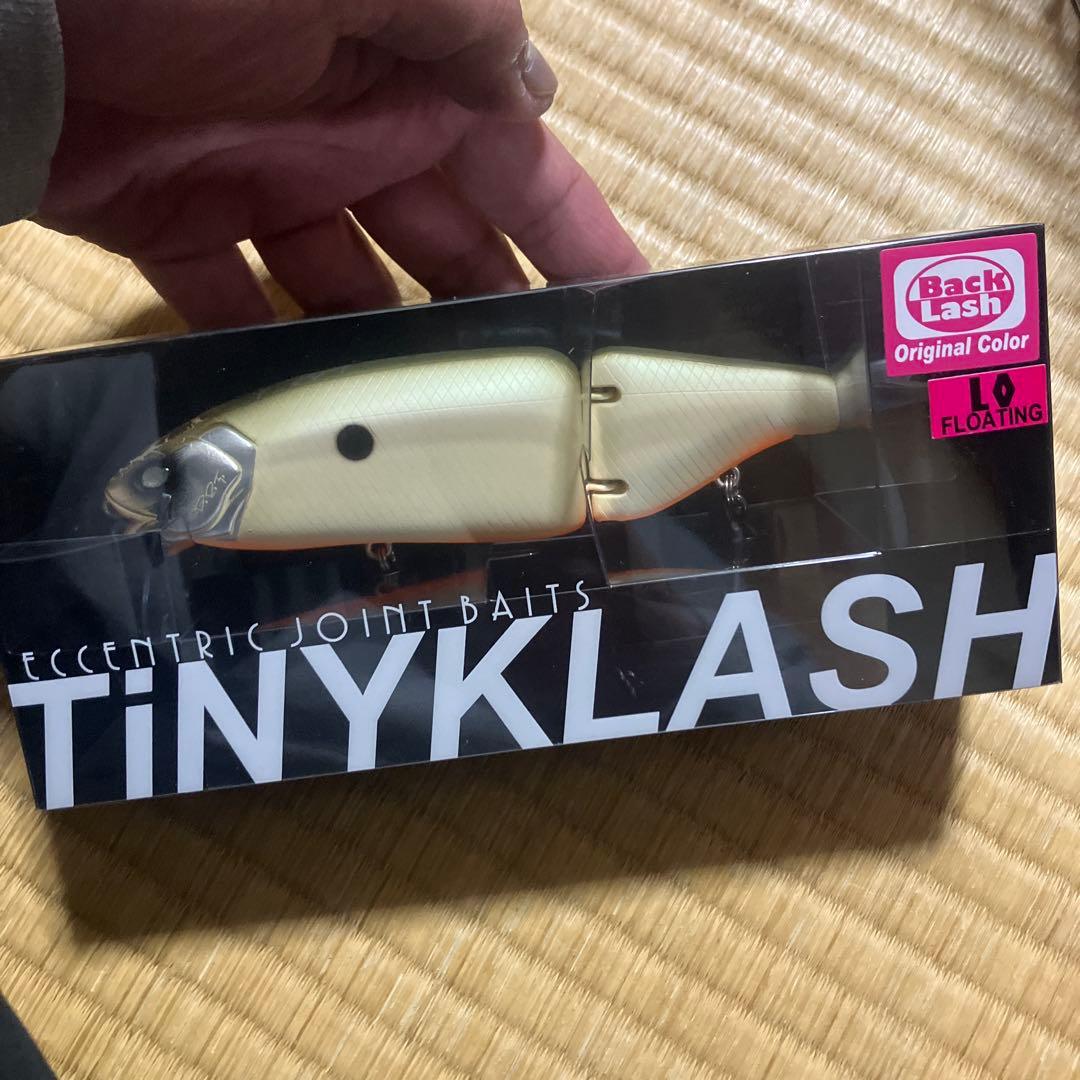 Back
Lash
Original Color
LO
FLOATING
ECCENTRIC JOINT BAITS
TiNYKLASH